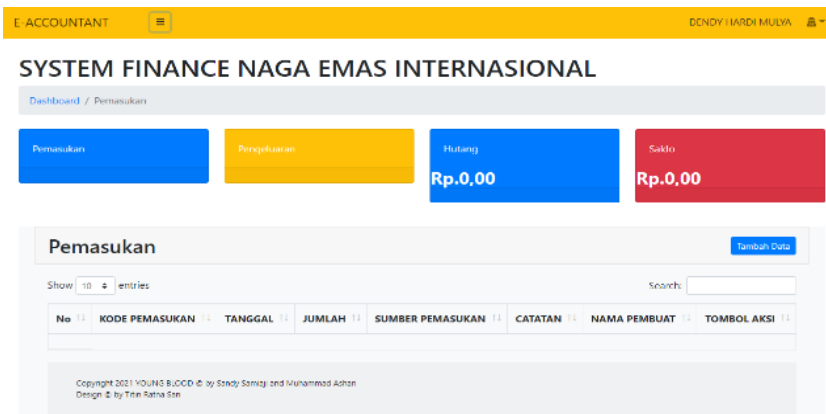 E-ACCOUNTANT
DENDY HARDI MULYA
SYSTEM FINANCE NAGA EMAS INTERNASIONAL
Dashboard / Pemasukan
Pemasukan Pengeluaran Hutang Saldo
Rp.0,00 Rp.0,00
Pemasukan Tambah Data
Show 10 entries Search:
No KODE PEMASUKAN TANGGAL JUMLAH SUMBER PEMASUKAN CATATAN NAMA PEMBUAT TOMBOL AKSI
Copyright 2021 YOUNG BLOOD © by Sandy Samiaji and Muhammad Ashan
Design © by Titin Ratna Sari